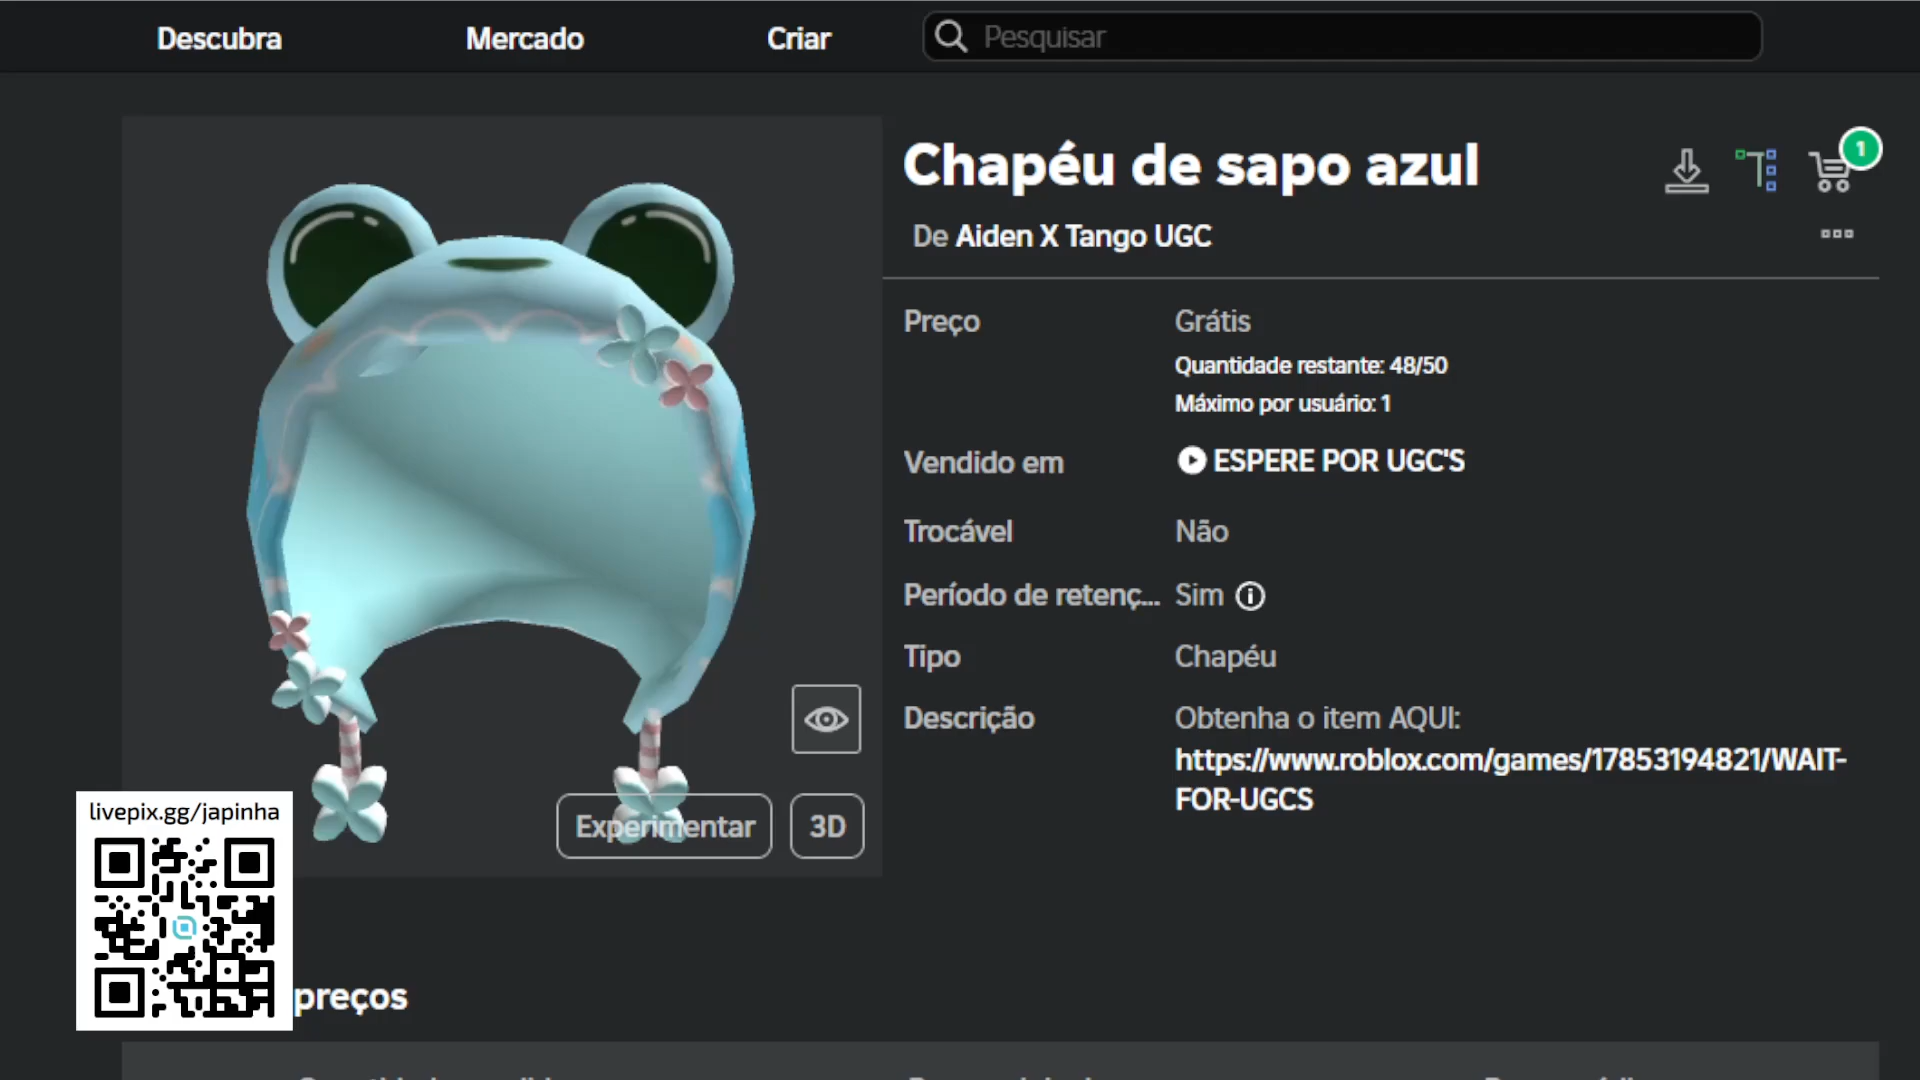 Descubra
Mercado
Criar
Pesquisar
Chapéu de sapo azul
1
De Aiden X Tango UGC
Preço
Grátis
Quantidade restante: 48/50
Máximo por usuário: 1
Vendido em
ESPERE POR UGC'S
Trocável
Não
Período de retenç...
Sim
Tipo
Chapéu
Descrição
Obtenha o item AQUI:
https://www.roblox.com/games/17853194821/WAIT-
FOR-UGCS
Experimentar
3D
livepix.gg/japinha
preços